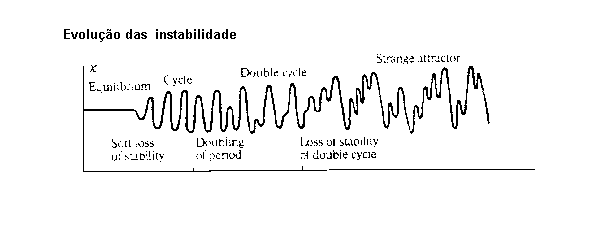 Evolução das instabilidade
Strange attractor
x
Equilibrium
Cycle
Double cycle
Soft loss
of stability
Doubling
of period
Loss of stability
of double cycle